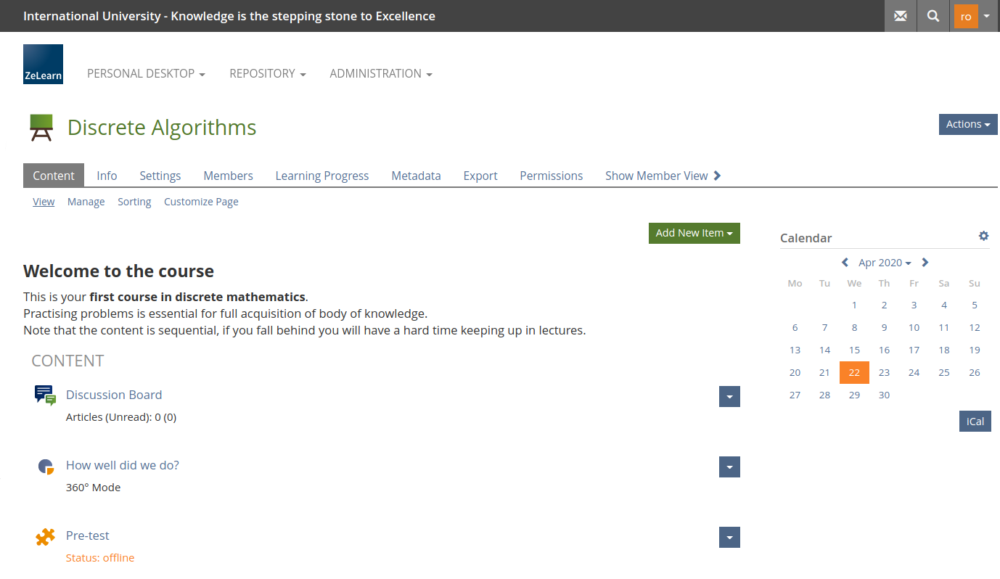 International University - Knowledge is the stepping stone to Excellence
ro
ZeLearn
PERSONAL DESKTOP REPOSITORY ADMINISTRATION
Discrete Algorithms
Actions
Content Info Settings Members Learning Progress Metadata Export Permissions Show Member View
View Manage Sorting Customize Page
Add New Item
Welcome to the course
This is your first course in discrete mathematics.
Practising problems is essential for full acquisition of body of knowledge.
Note that the content is sequential, if you fall behind you will have a hard time keeping up in lectures.
CONTENT
Discussion Board
Articles (Unread): 0 (0)
How well did we do?
360° Mode
Pre-test
Status: offline
Calendar
Apr 2020
Mo Tu We Th Fr Sa Su
1 2 3 4 5
6 7 8 9 10 11 12
13 14 15 16 17 18 19
20 21 22 23 24 25 26
27 28 29 30
iCal